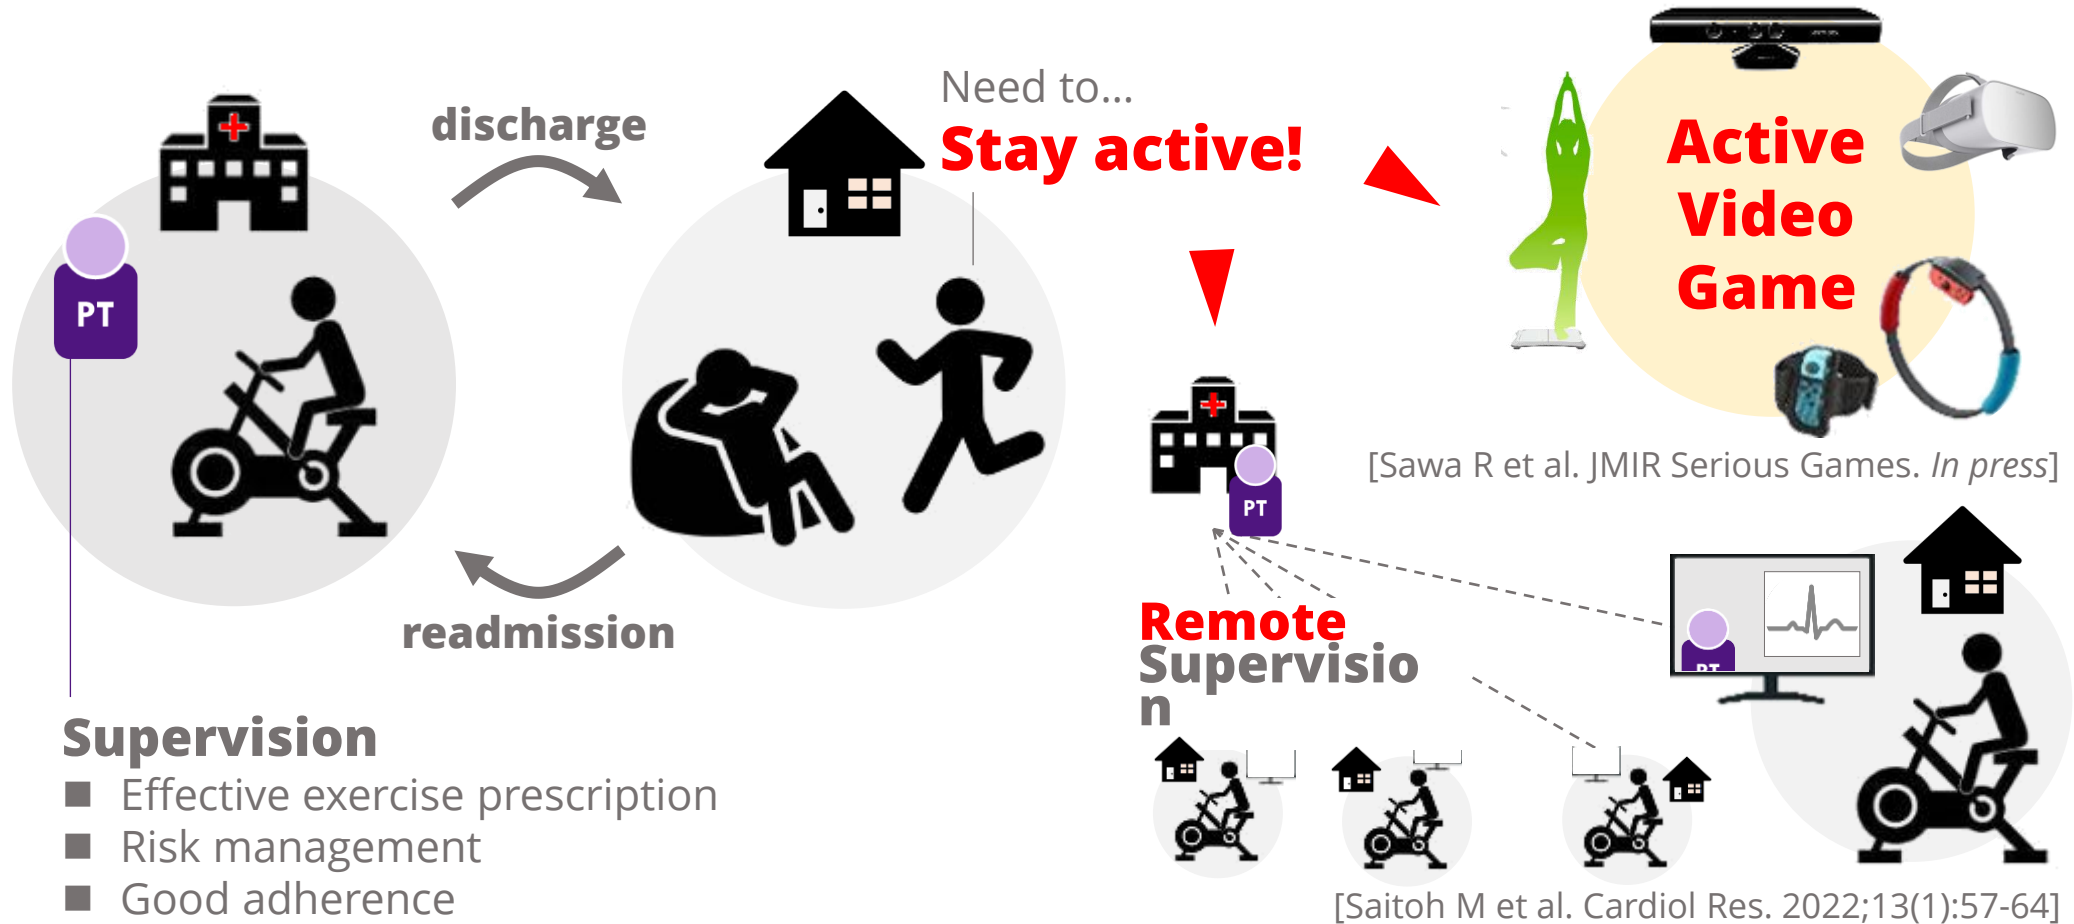 discharge
Need to...
Stay active!
Active
Video
Game
PT
[Sawa R et al. JMIR Serious Games. In press]
PT
readmission
Remote
Supervisio
n
PT
Supervision
■ Effective exercise prescription
■ Risk management
■ Good adherence
[Saitoh M et al. Cardiol Res. 2022;13(1):57-64]